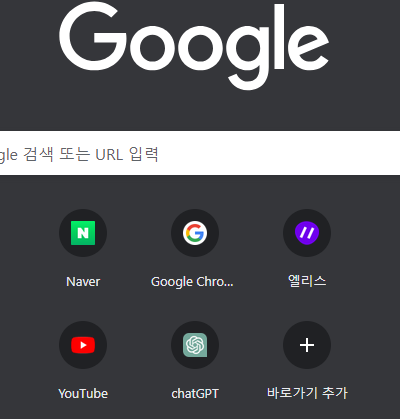 Google
gle 검색 또는 URL 입력
Naver
Google Chro...
엘리스
YouTube
chatGPT
바로가기 추가